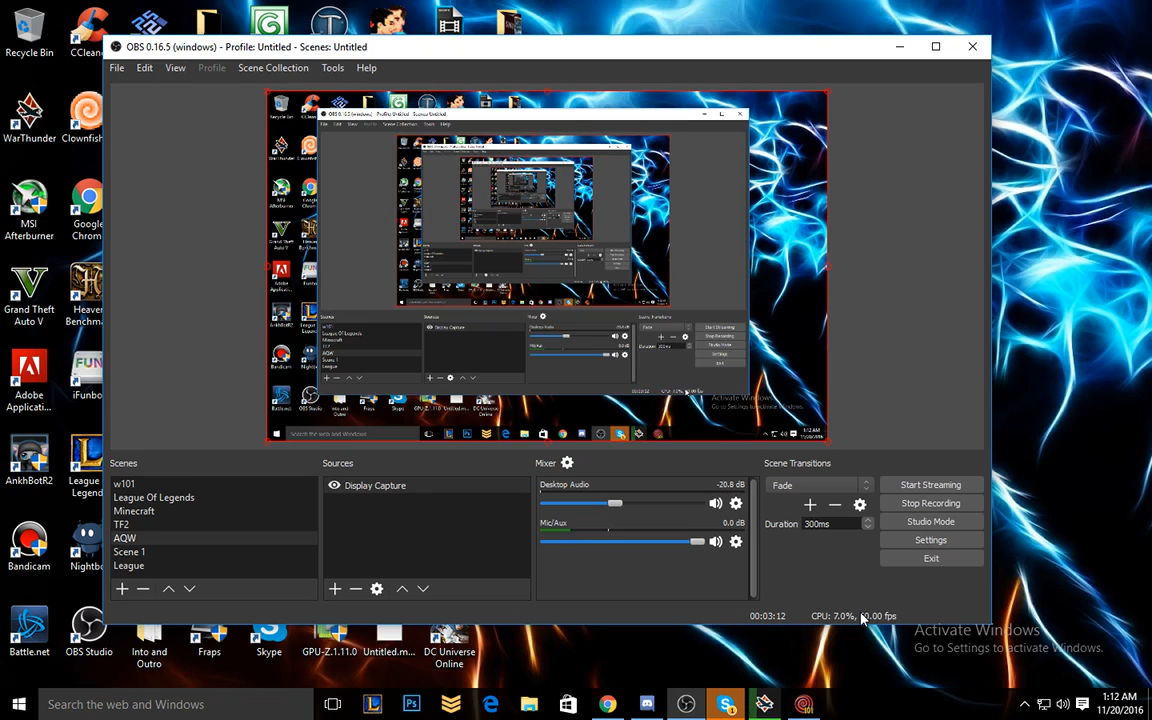 Recycle Bin
CCleane
OBS 0.16.5 (windows) - Profile: Untitled - Scenes: Untitled
File Edit View Profile Scene Collection Tools Help
WarThunder
Clownfish
MSI Afterburner
Google Chrom
Grand Theft Auto V
Heaven Benchma
Adobe Applicati...
iFunbo
AnkhBotR2
League Legend
Bandicam
Nightbo
Battle.net
OBS Studio
Into and Outro
Fraps
Skype
GPU-Z.1.11.0
Untitled.m...
DC Universe Online
Scenes
w101
League Of Legends
Minecraft
TF2
AQW
Scene 1
League
Sources
Display Capture
Mixer
Desktop Audio -20.8 dB
Mic/Aux 0.0 dB
Scene Transitions
Fade
Duration 300ms
Start Streaming
Stop Recording
Studio Mode
Settings
Exit
00:03:12
CPU: 7.0%, 60.00 fps
Activate Windows
Go to Settings to activate Windows.
Search the web and Windows
1:12 AM
11/20/2016